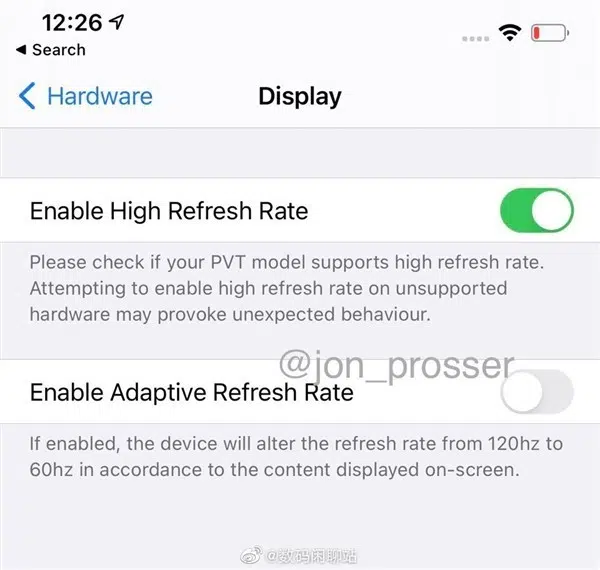 12:26
◀ Search
Hardware
Display
Enable High Refresh Rate
Please check if your PVT model supports high refresh rate.
Attempting to enable high refresh rate on unsupported
hardware may provoke unexpected behaviour.
@jon_prosser
Enable Adaptive Refresh Rate
If enabled, the device will alter the refresh rate from 120hz to
60hz in accordance to the content displayed on-screen.
@数码闲聊站